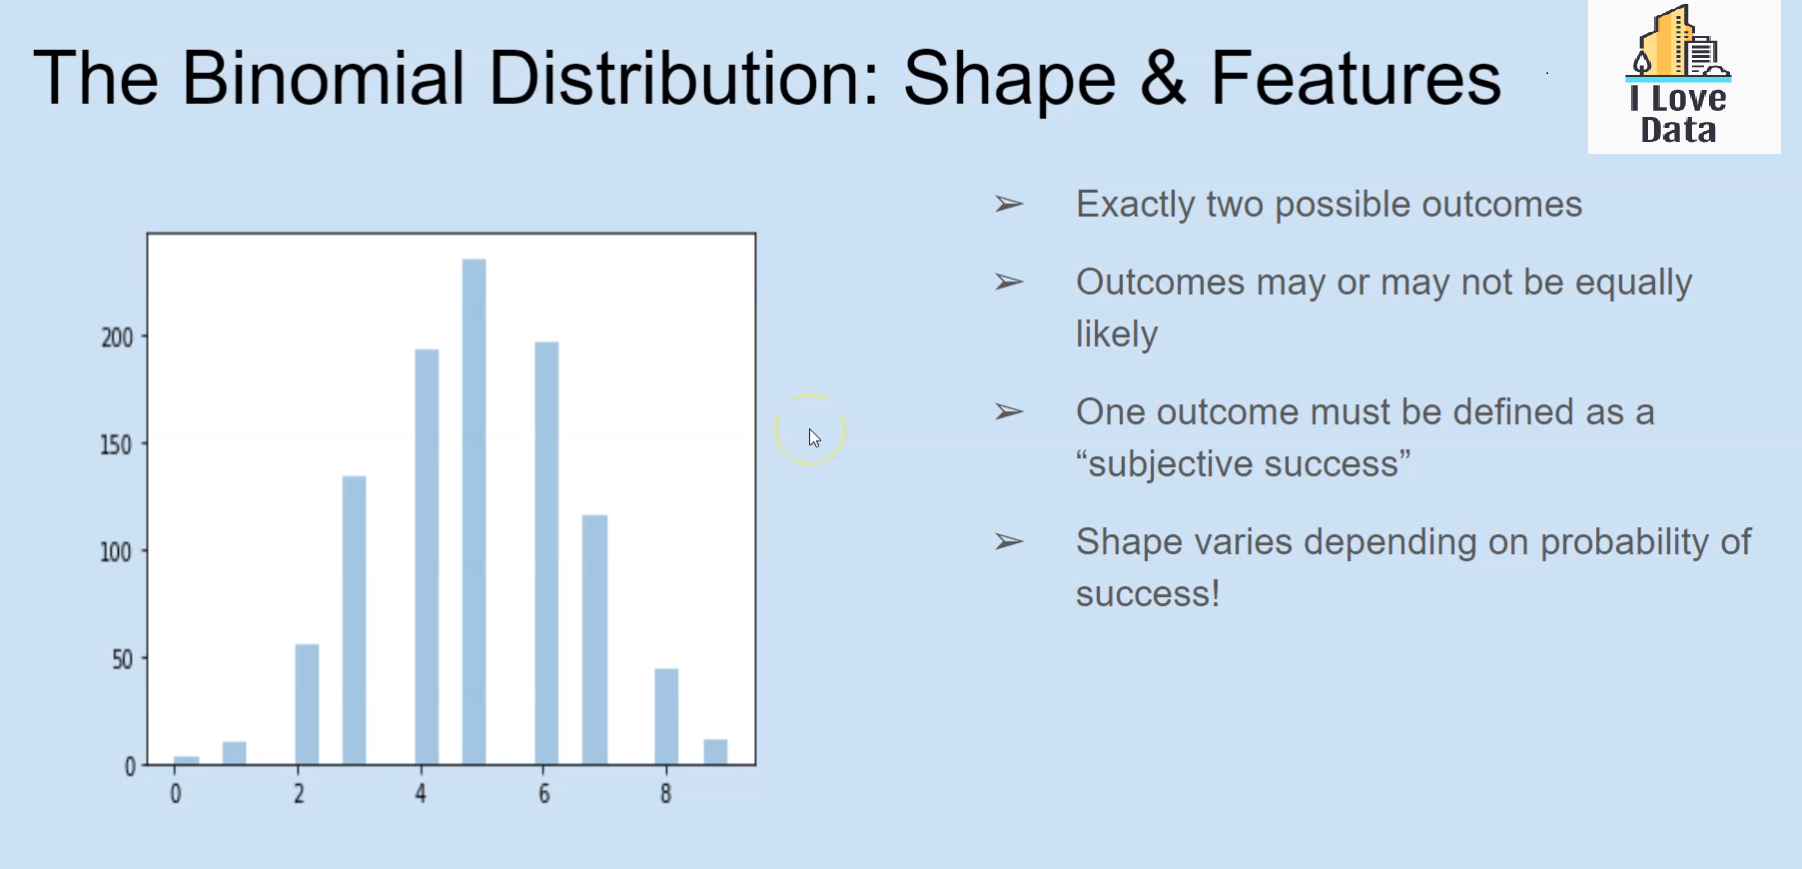 The Binomial Distribution: Shape & Features
I Love
Data
➢ Exactly two possible outcomes
➢ Outcomes may or may not be equally
likely
➢ One outcome must be defined as a
“subjective success”
➢ Shape varies depending on probability of
success!
200
150
100
50
0
0 2 4 6 8